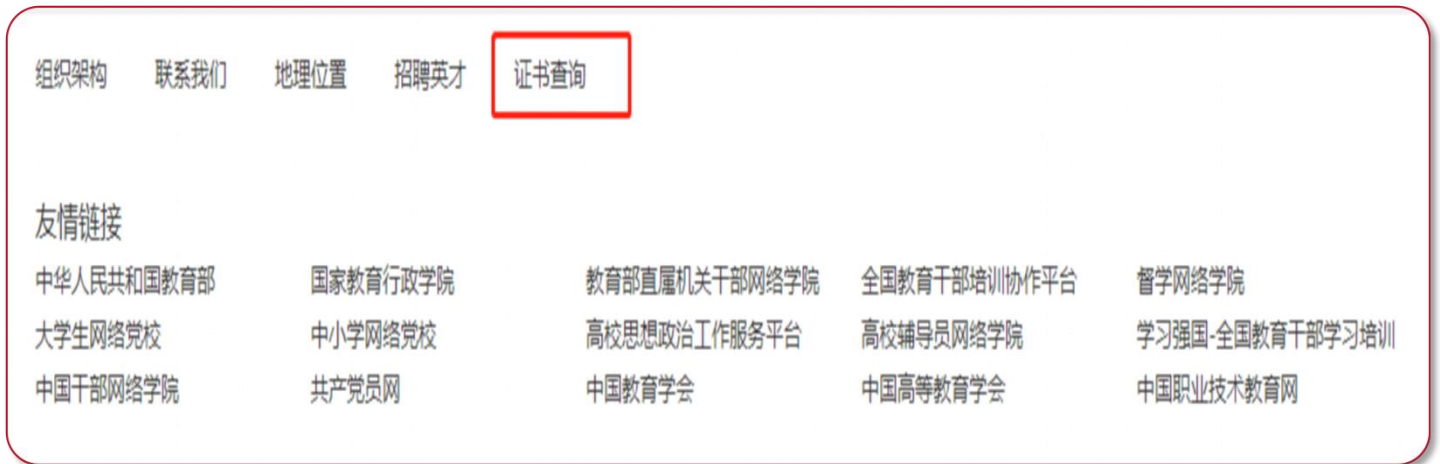 组织架构 联系我们 地理位置 招聘英才 证书查询
友情链接
中华人民共和国教育部 国家教育行政学院 教育部直属机关干部网络学院 全国教育干部培训协作平台 督学网络学院
大学生网络党校 中小学网络党校 高校思想政治工作服务平台 高校辅导员网络学院 学习强国-全国教育干部学习培训
中国干部网络学院 共产党员网 中国教育学会 中国高等教育学会 中国职业技术教育网